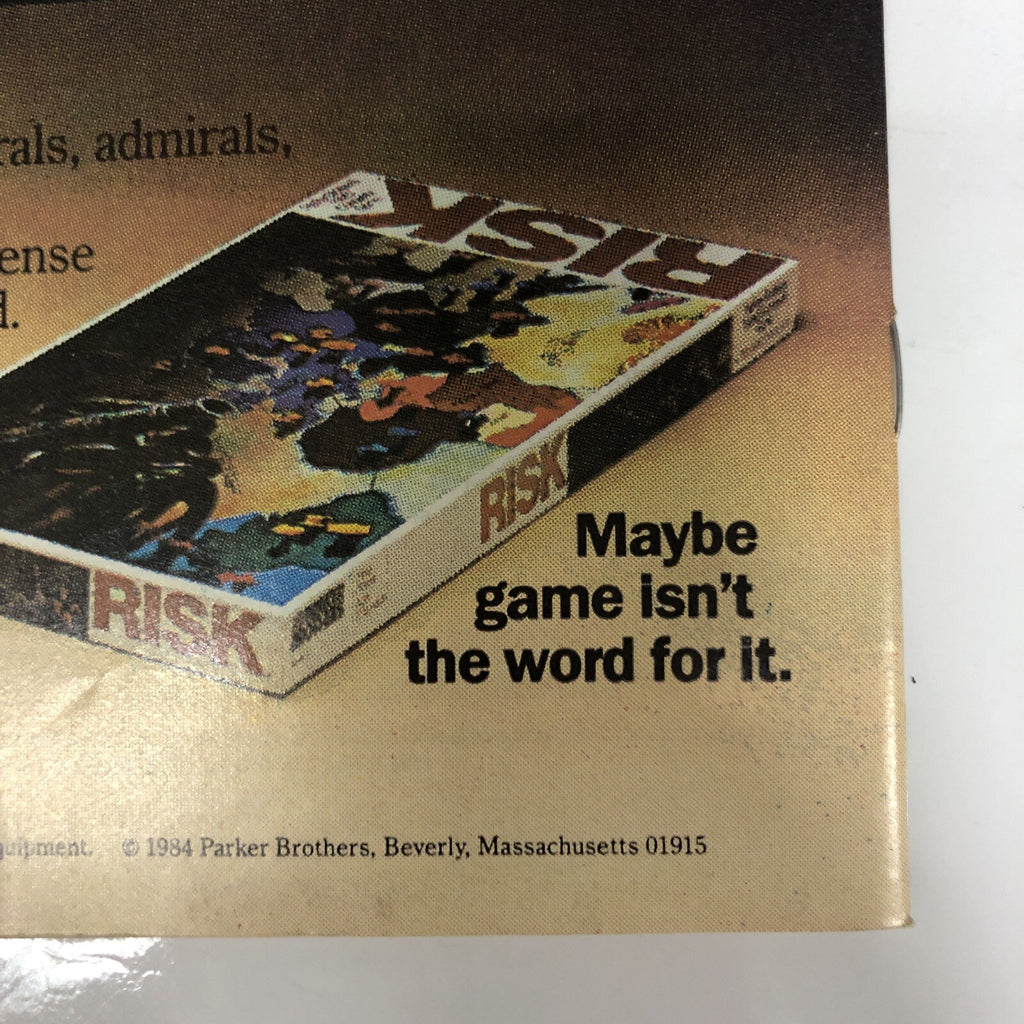 rals, admirals,
ense
d.
RISK
RISK
RISK
Maybe
game isn't
the word for it.
uipment. © 1984 Parker Brothers, Beverly, Massachusetts 01915